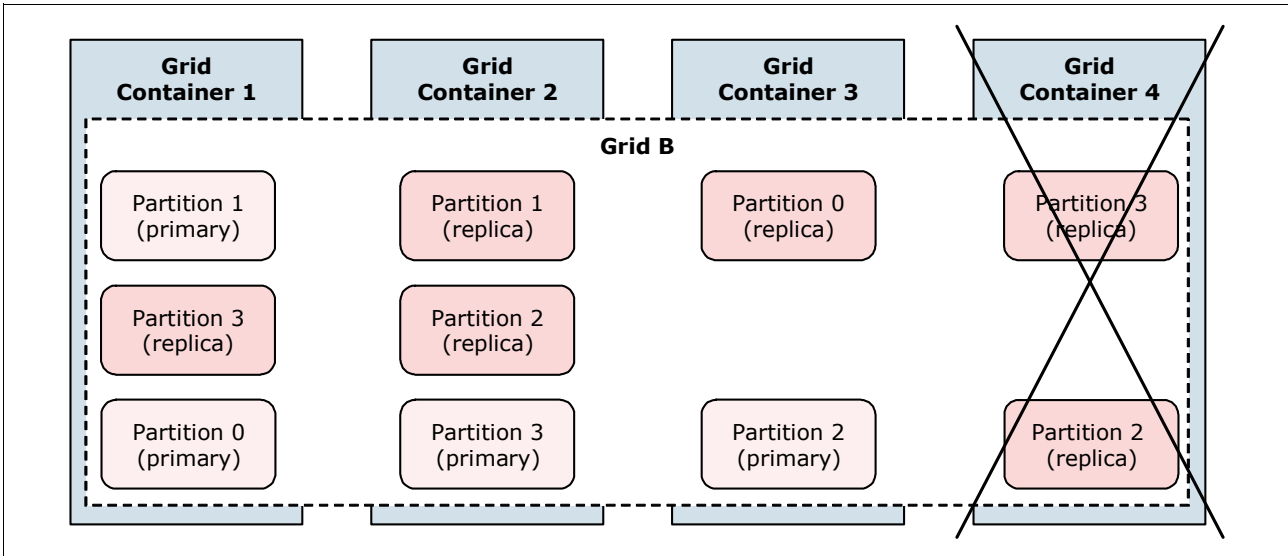 Grid
Container 1
Grid
Container 2
Grid
Container 3
Grid
Container 4
Grid B
Partition 1
(primary)
Partition 1
(replica)
Partition 0
(replica)
Partition 3
(replica)
Partition 3
(replica)
Partition 2
(replica)
Partition 0
(primary)
Partition 3
(primary)
Partition 2
(primary)
Partition 2
(replica)